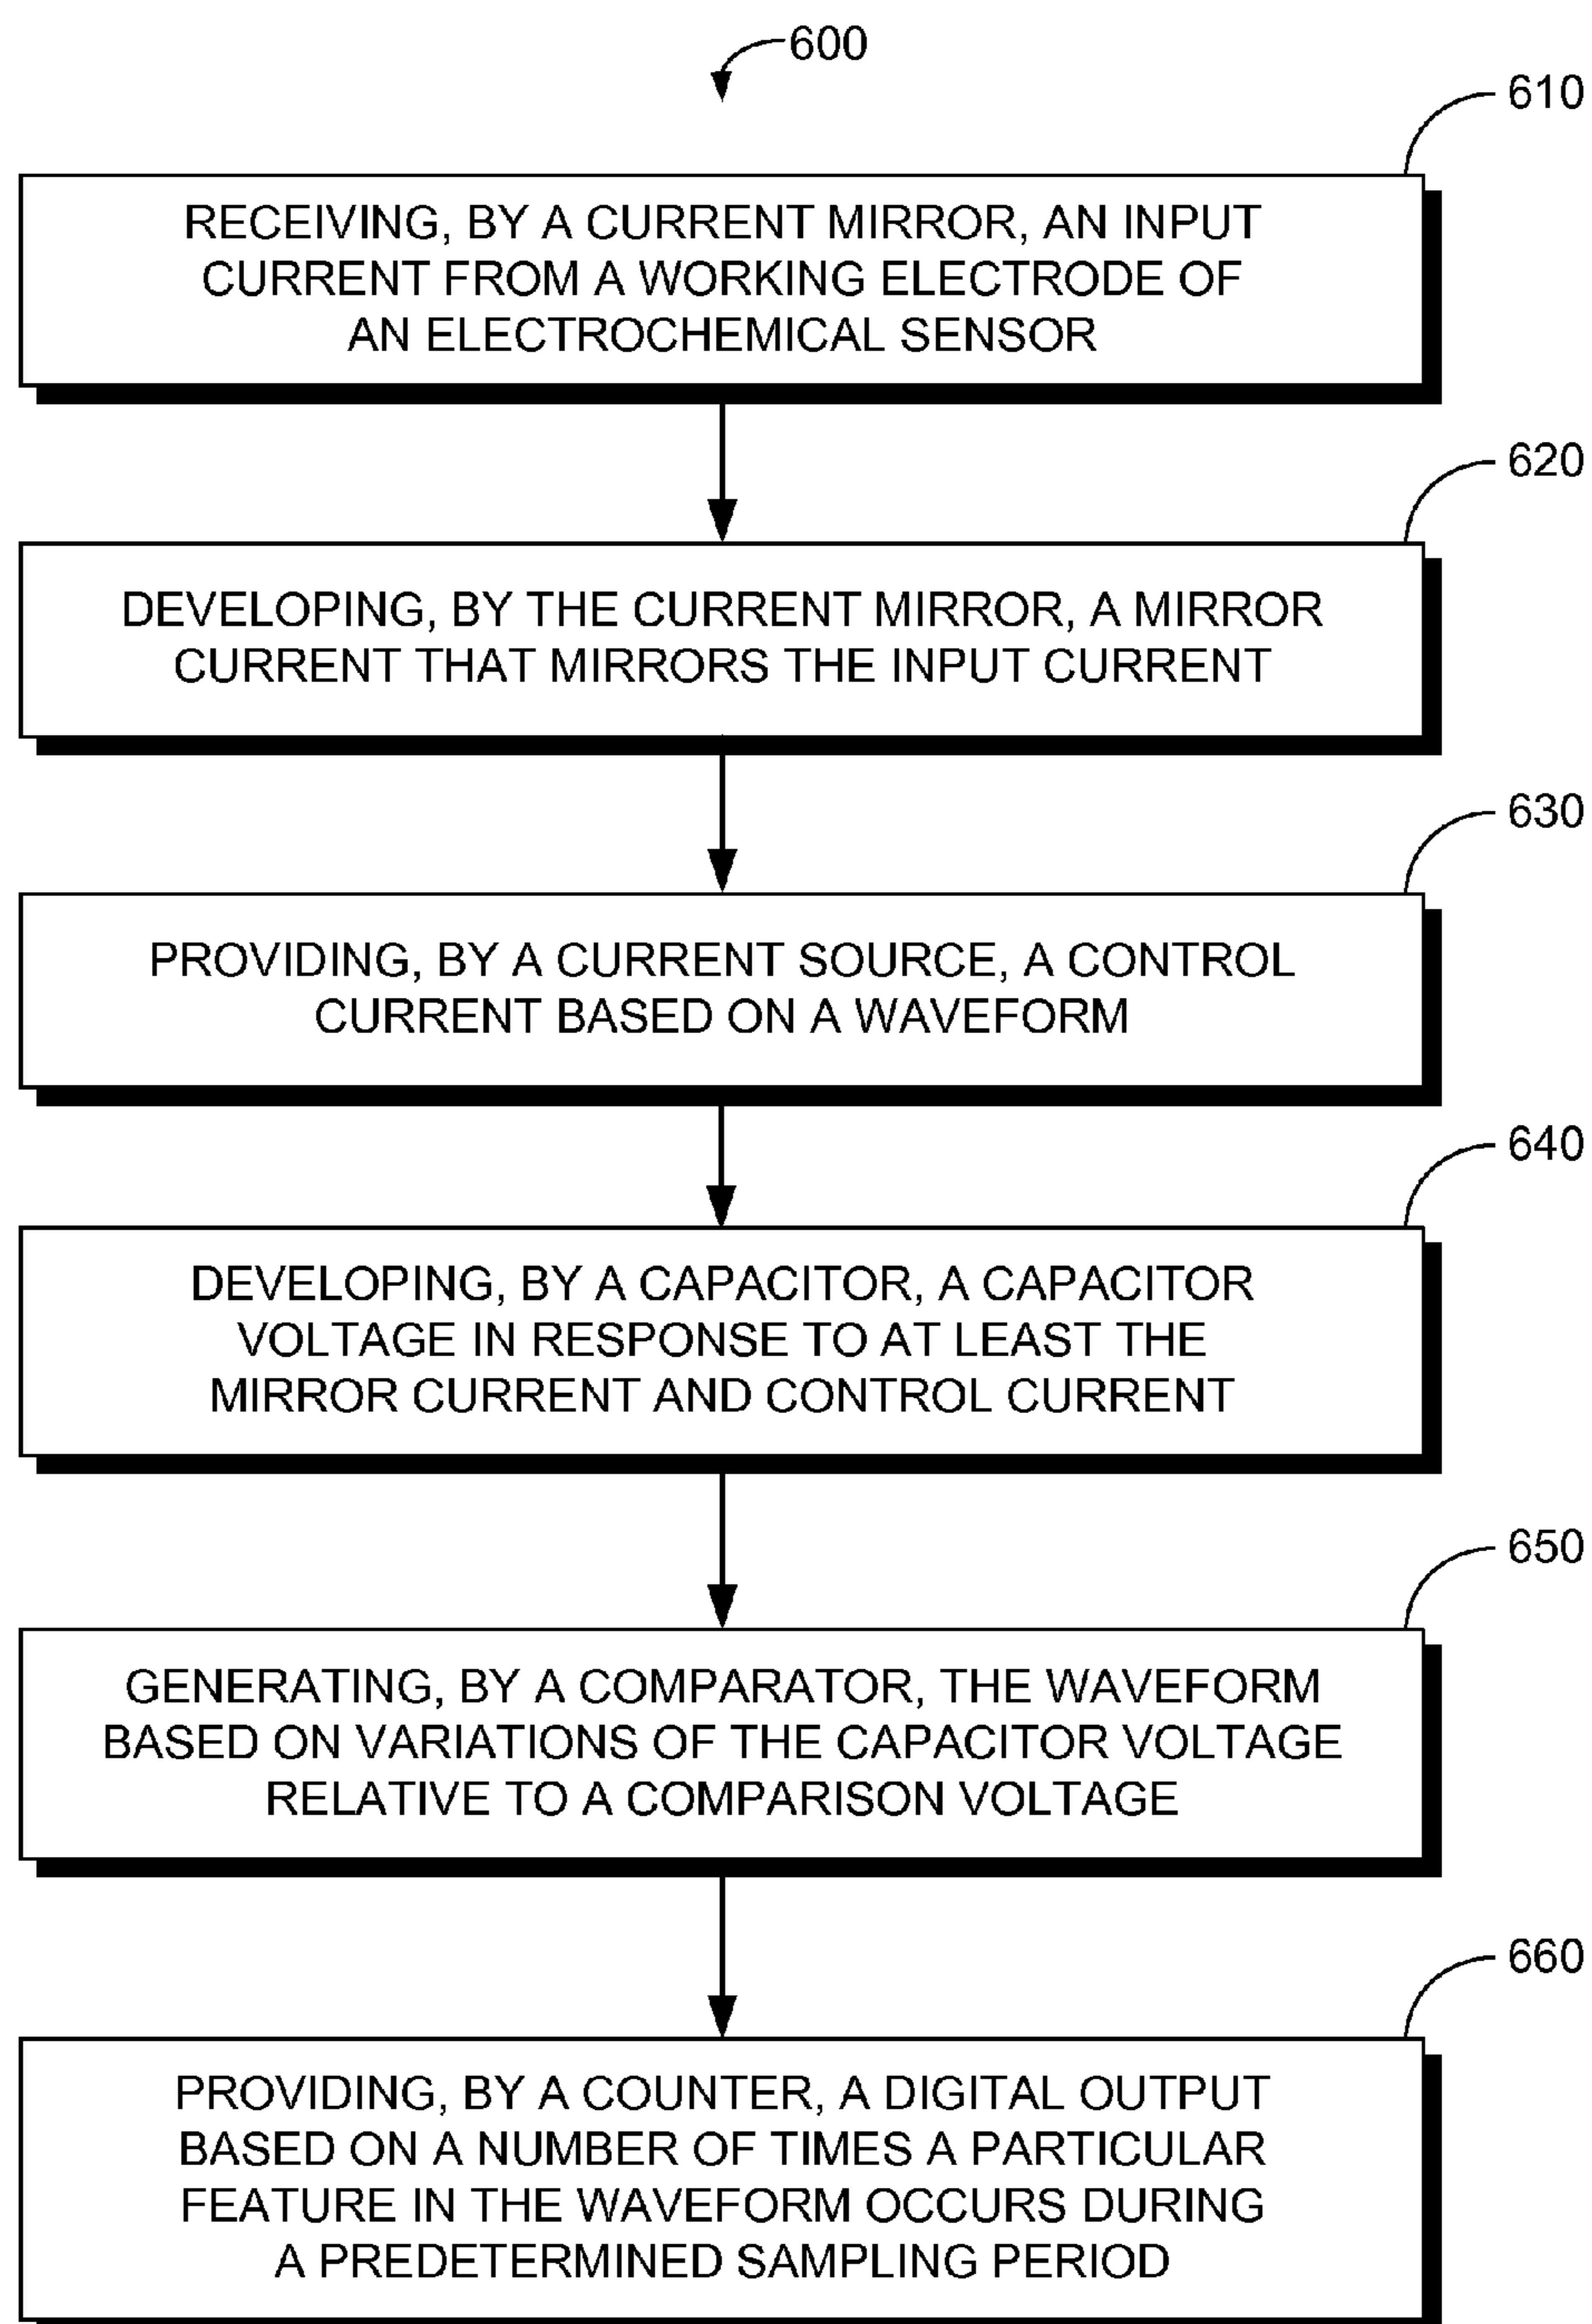 600
610
RECEIVING, BY A CURRENT MIRROR, AN INPUT
CURRENT FROM A WORKING ELECTRODE OF
AN ELECTROCHEMICAL SENSOR
620
DEVELOPING, BY THE CURRENT MIRROR, A MIRROR
CURRENT THAT MIRRORS THE INPUT CURRENT
630
PROVIDING, BY A CURRENT SOURCE, A CONTROL
CURRENT BASED ON A WAVEFORM
640
DEVELOPING, BY A CAPACITOR, A CAPACITOR
VOLTAGE IN RESPONSE TO AT LEAST THE
MIRROR CURRENT AND CONTROL CURRENT
650
GENERATING, BY A COMPARATOR, THE WAVEFORM
BASED ON VARIATIONS OF THE CAPACITOR VOLTAGE
RELATIVE TO A COMPARISON VOLTAGE
660
PROVIDING, BY A COUNTER, A DIGITAL OUTPUT
BASED ON A NUMBER OF TIMES A PARTICULAR
FEATURE IN THE WAVEFORM OCCURS DURING
A PREDETERMINED SAMPLING PERIOD